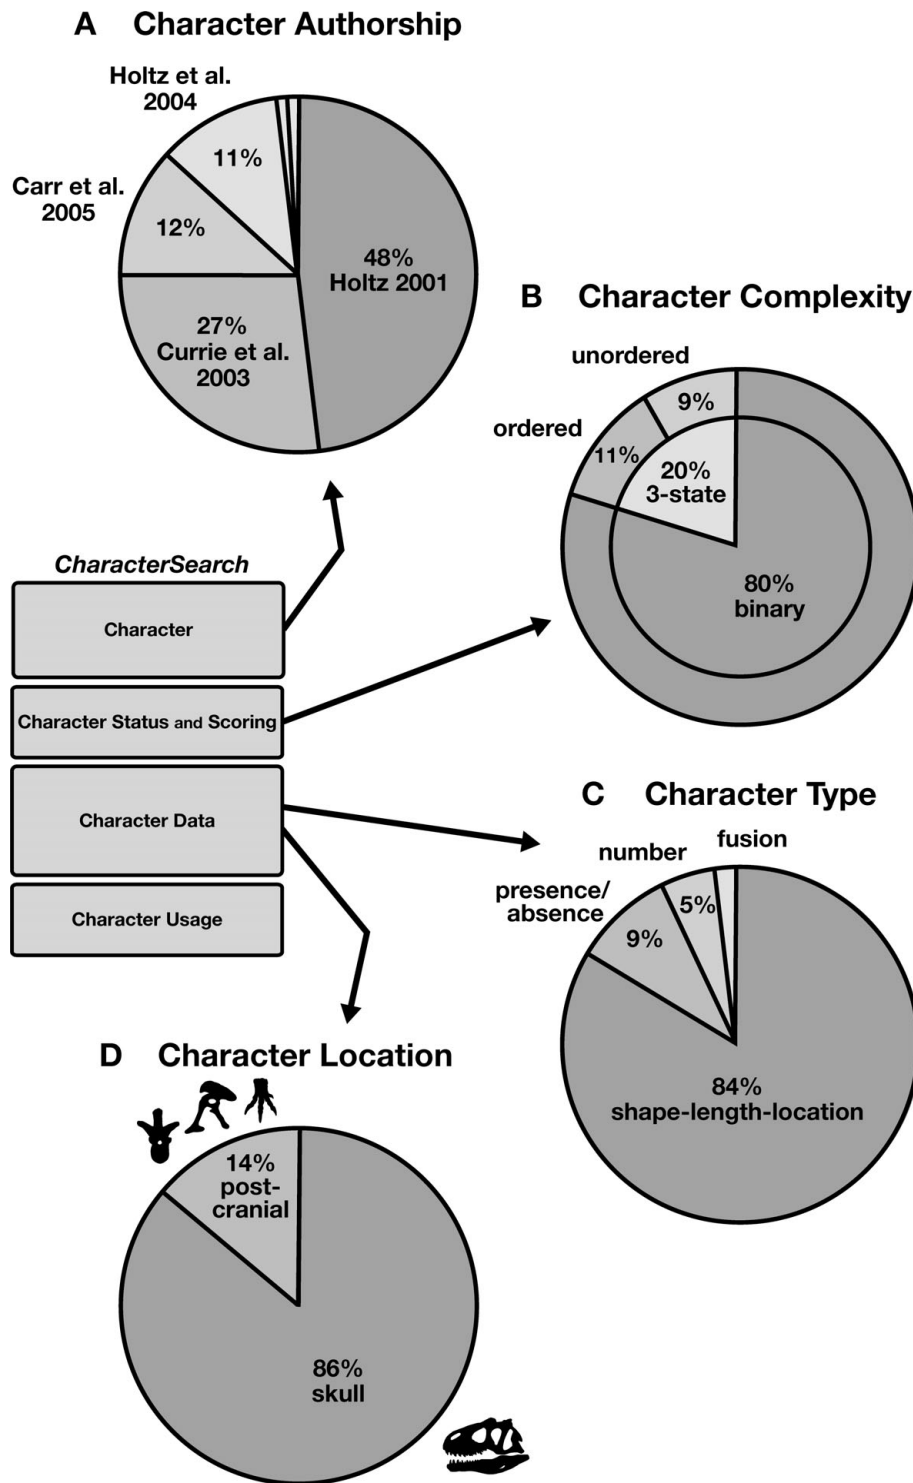 A Character Authorship
Holtz et al.
2004
11%
Carr et al.
2005
12%
48%
Holtz 2001
27%
Currie et al.
2003
B Character Complexity
unordered
9%
ordered
11%
20%
3-state
80%
binary
CharacterSearch
Character
Character Status and Scoring
Character Data
Character Usage
C Character Type
fusion
number
5%
presence/
absence
9%
84%
shape-length-location
D Character Location
14%
post-
cranial
86%
skull